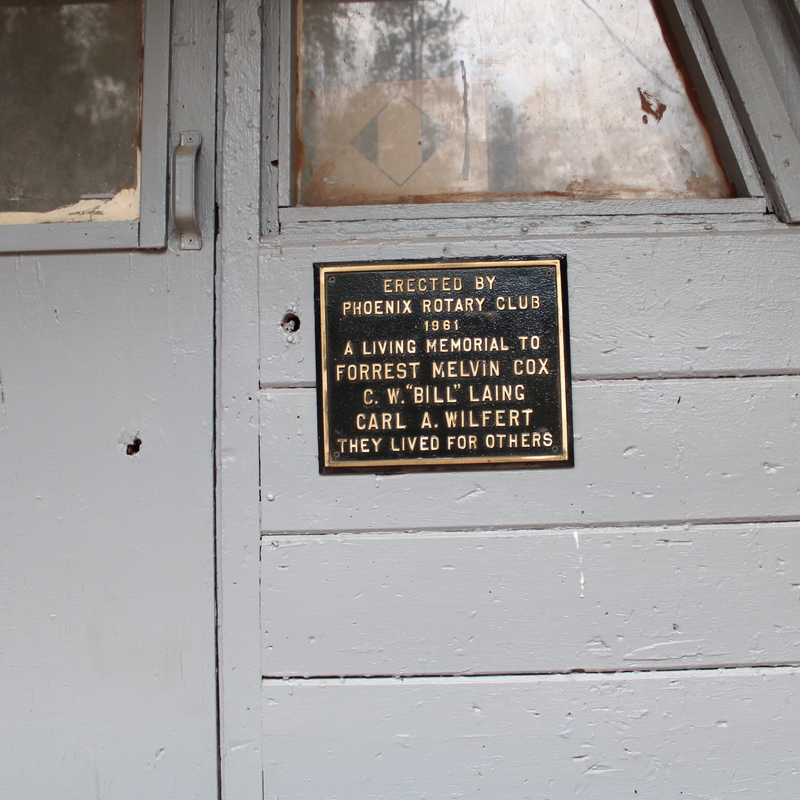 ERECTED BY
PHOENIX ROTARY CLUB
1961
A LIVING MEMORIAL TO
FORREST MELVIN COX
C. W. "BILL" LAING
CARL A. WILFERT
THEY LIVED FOR OTHERS